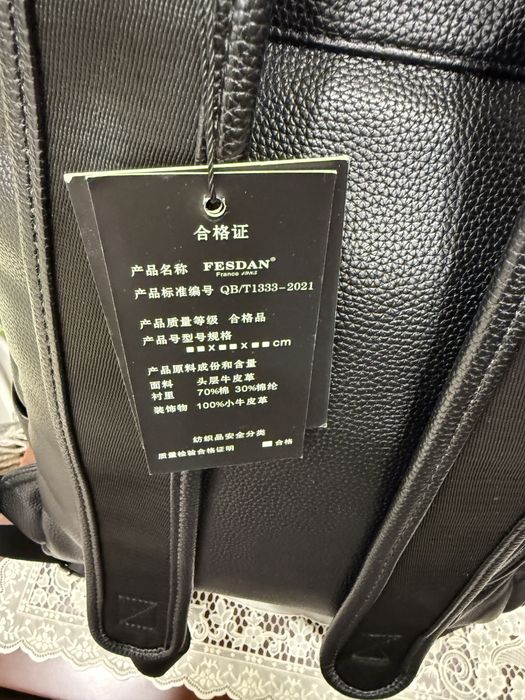 合格证
产品名称 FESDAN®
France
产品标准编号 QB/T1333-2021
产品质量等级 合格品
产品号型号规格
■■x■■x■■cm
产品原料成份和含量
面料 头层牛皮革
衬里 70%棉 30%棉纶
装饰物 100%小牛皮革
纺织品安全分类
质量检验合格证明 ■合格